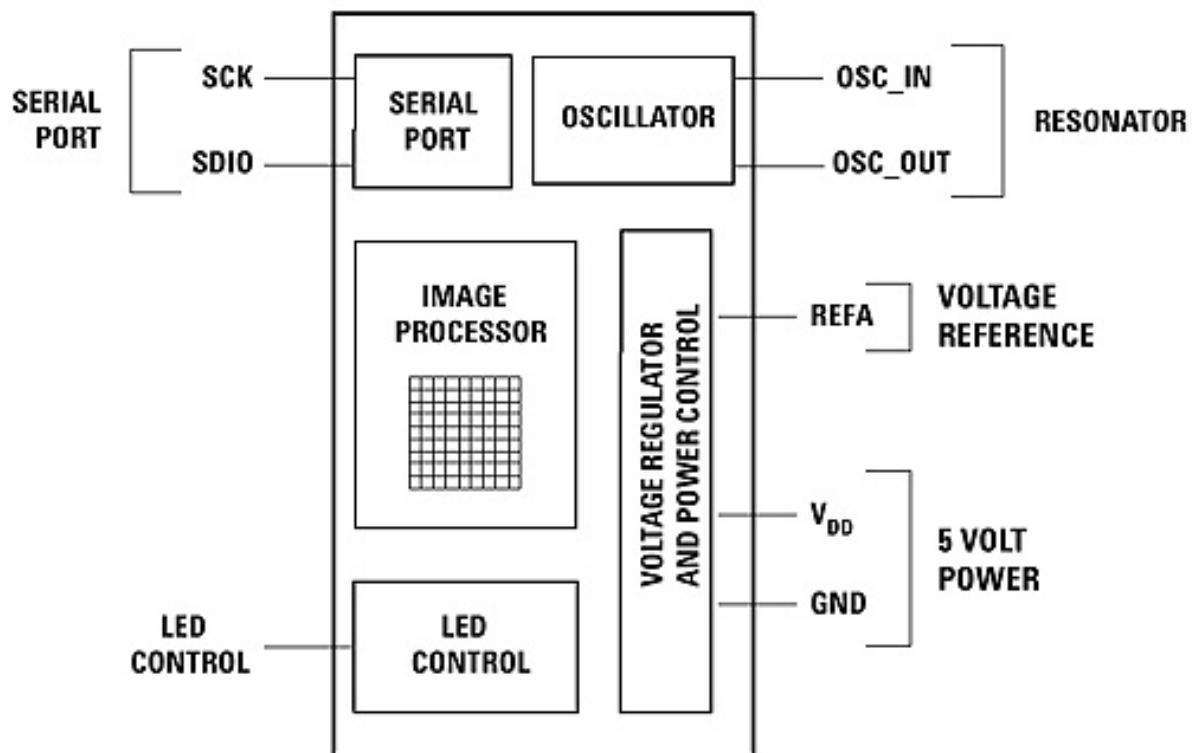 SCK
SERIAL
PORT
SDIO
SERIAL
PORT
OSCILLATOR
OSC_IN
OSC_OUT
RESONATOR
IMAGE
PROCESSOR
VOLTAGE REGULATOR
AND POWER CONTROL
REFA
VOLTAGE
REFERENCE
VDD
GND
5 VOLT
POWER
LED
CONTROL
LED
CONTROL